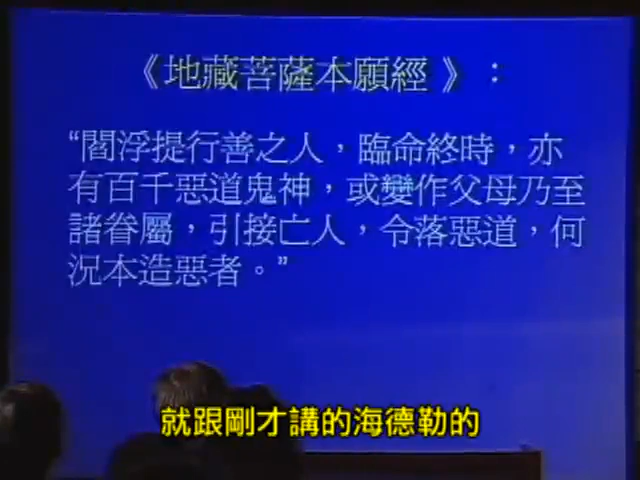 《地藏菩薩本願經》：
“閻浮提行善之人，臨命終時，亦
有百千惡道鬼神，或變作父母乃至
諸眷屬，引接亡人，令落惡道，何
況本造惡者。”
就跟剛才講的海德勒的